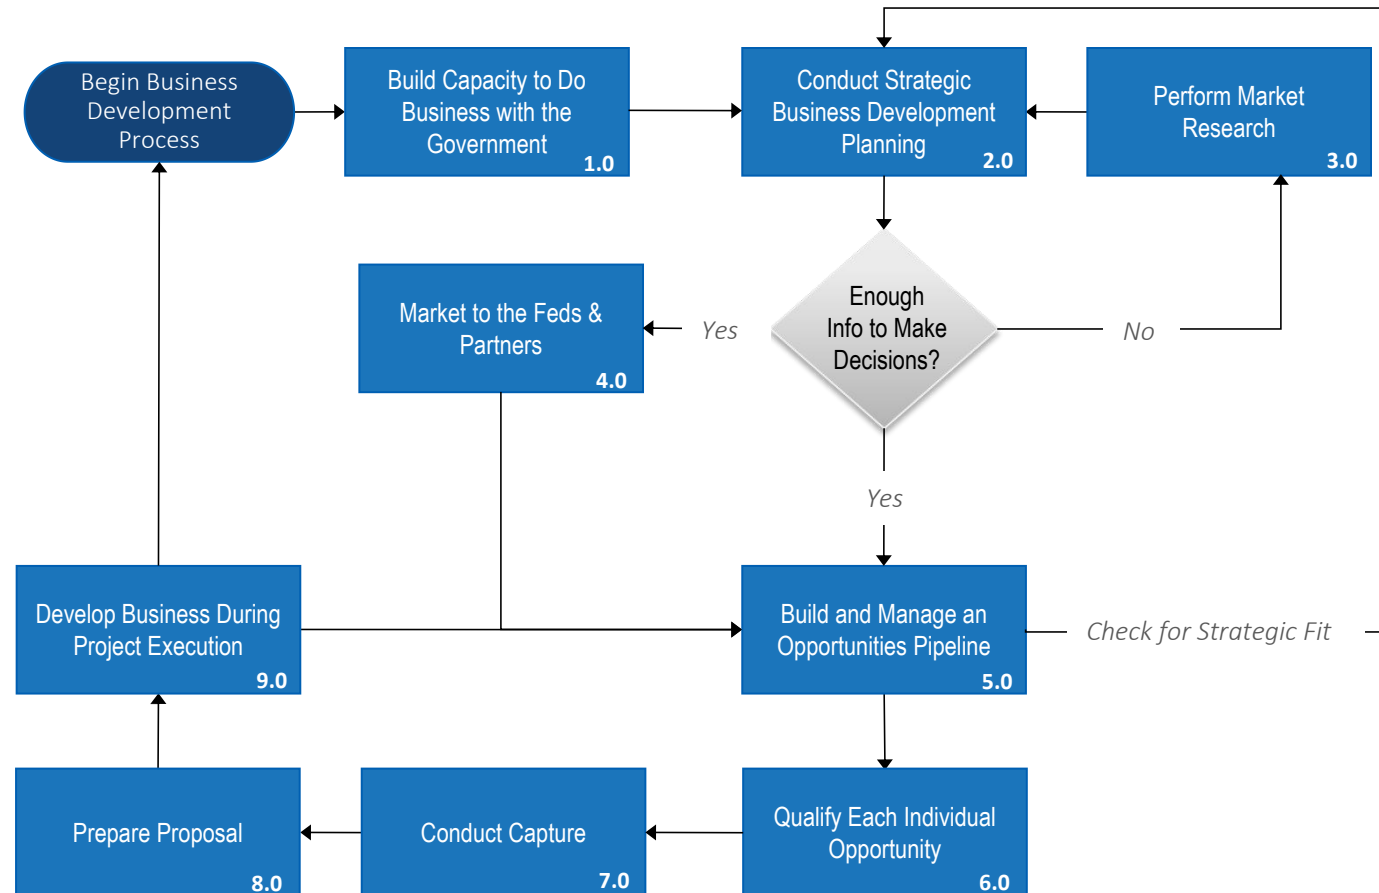 Begin Business
Development
Process
Build Capacity to Do
Business with the
Government
1.0
Conduct Strategic
Business Development
Planning
2.0
Perform Market
Research
3.0
Market to the Feds &
Partners
4.0
Yes
Enough
Info to Make
Decisions?
No
Yes
Develop Business During
Project Execution
9.0
Build and Manage an
Opportunities Pipeline
5.0
Check for Strategic Fit
Prepare Proposal
8.0
Conduct Capture
7.0
Qualify Each Individual
Opportunity
6.0